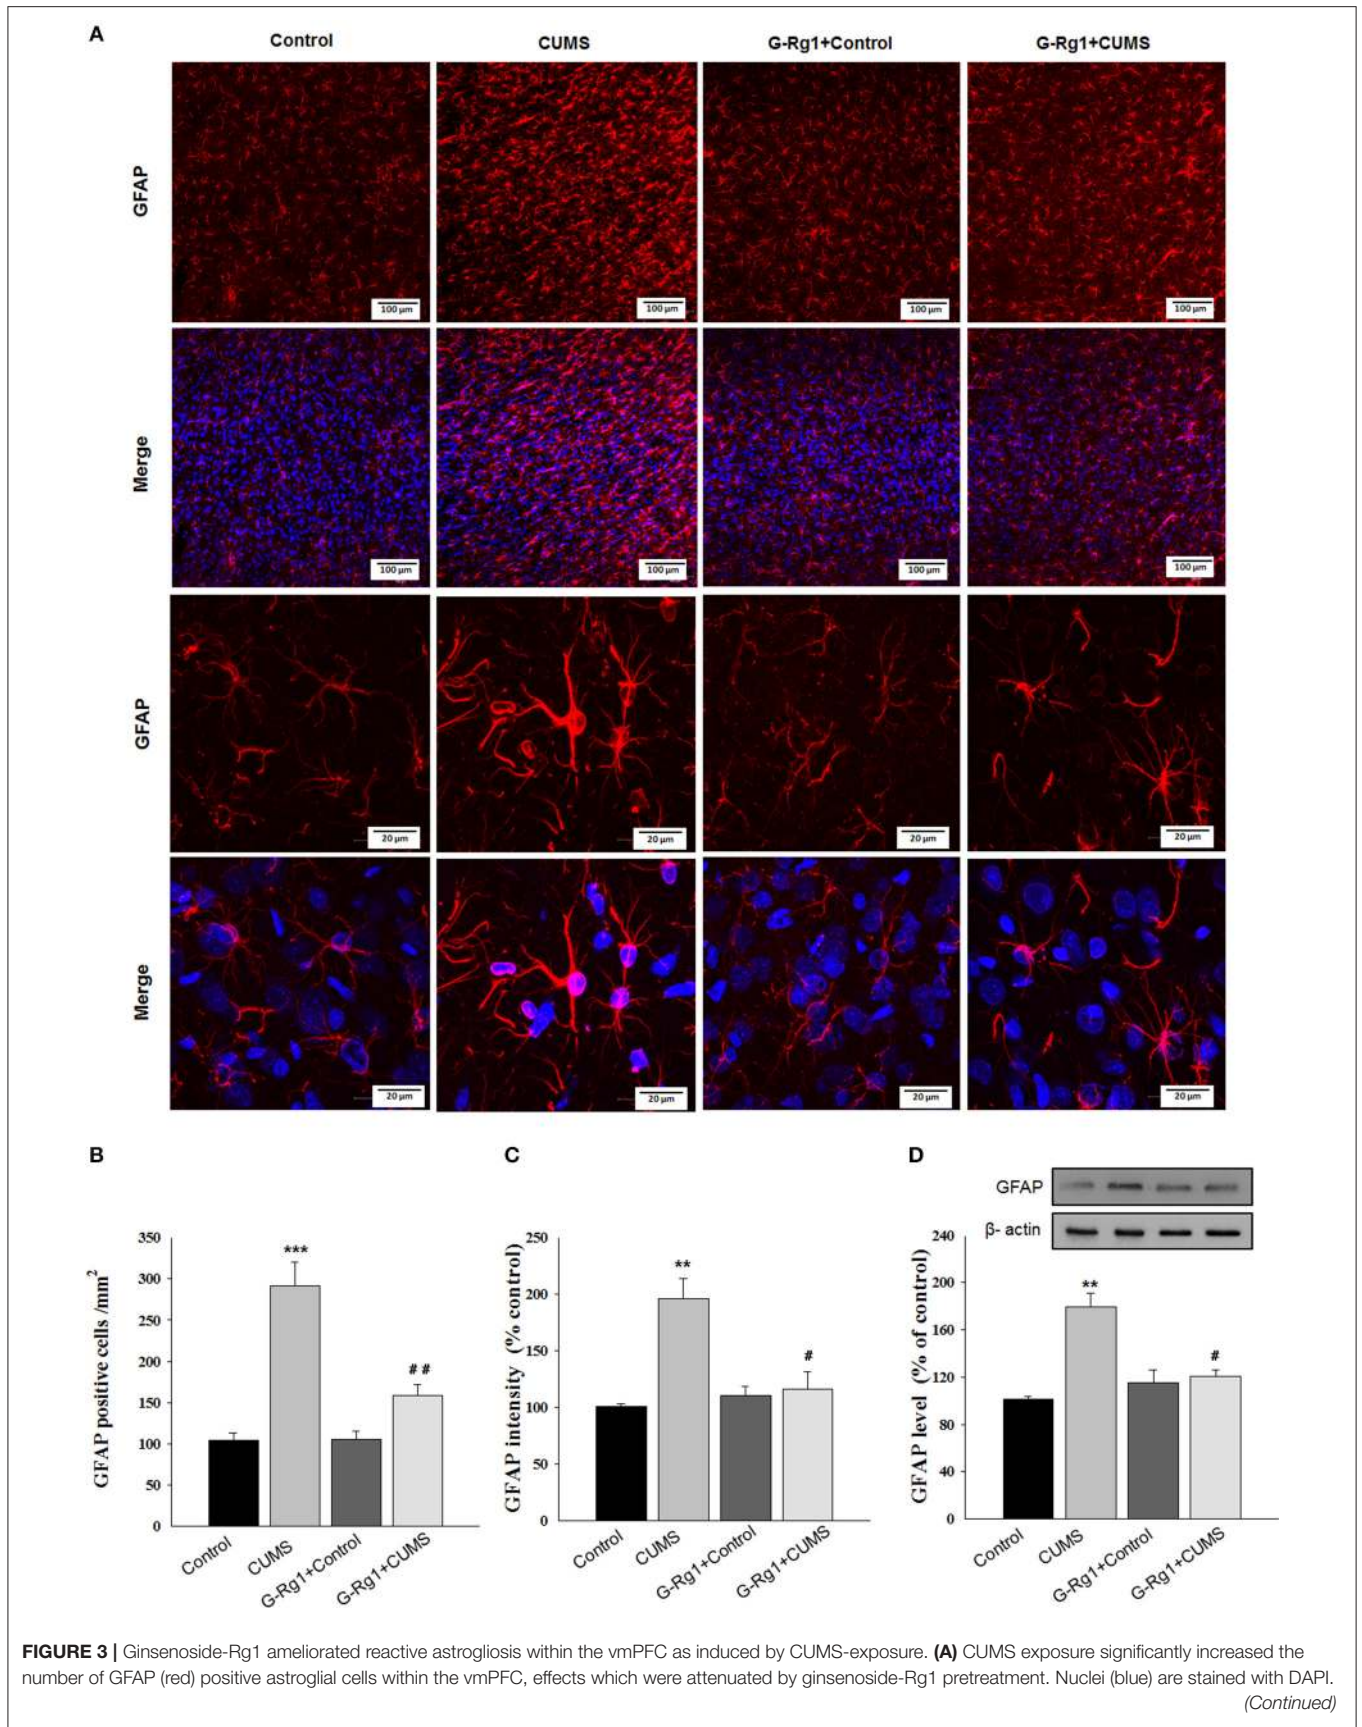 A
Control CUMS G-Rg1+Control G-Rg1+CUMS
GFAP
100 µm 100 µm 100 µm 100 µm
Merge
100 µm 100 µm 100 µm 100 µm
GFAP
20 µm 20 µm 20 µm 20 µm
Merge
20 µm 20 µm 20 µm 20 µm
B
GFAP positive cells /mm²
350
300
250
200
150
100
50
0
***
##
Control CUMS G-Rg1+Control G-Rg1+CUMS
C
GFAP intensity (% control)
250
200
150
100
50
0
**
#
Control CUMS G-Rg1+Control G-Rg1+CUMS
D
GFAP
β- actin
GFAP level (% of control)
240
200
160
120
80
40
0
**
#
Control CUMS G-Rg1+Control G-Rg1+CUMS
FIGURE 3 | Ginsenoside-Rg1 ameliorated reactive astrogliosis within the vmPFC as induced by CUMS-exposure. (A) CUMS exposure significantly increased the
number of GFAP (red) positive astroglial cells within the vmPFC, effects which were attenuated by ginsenoside-Rg1 pretreatment. Nuclei (blue) are stained with DAPI.
(Continued)